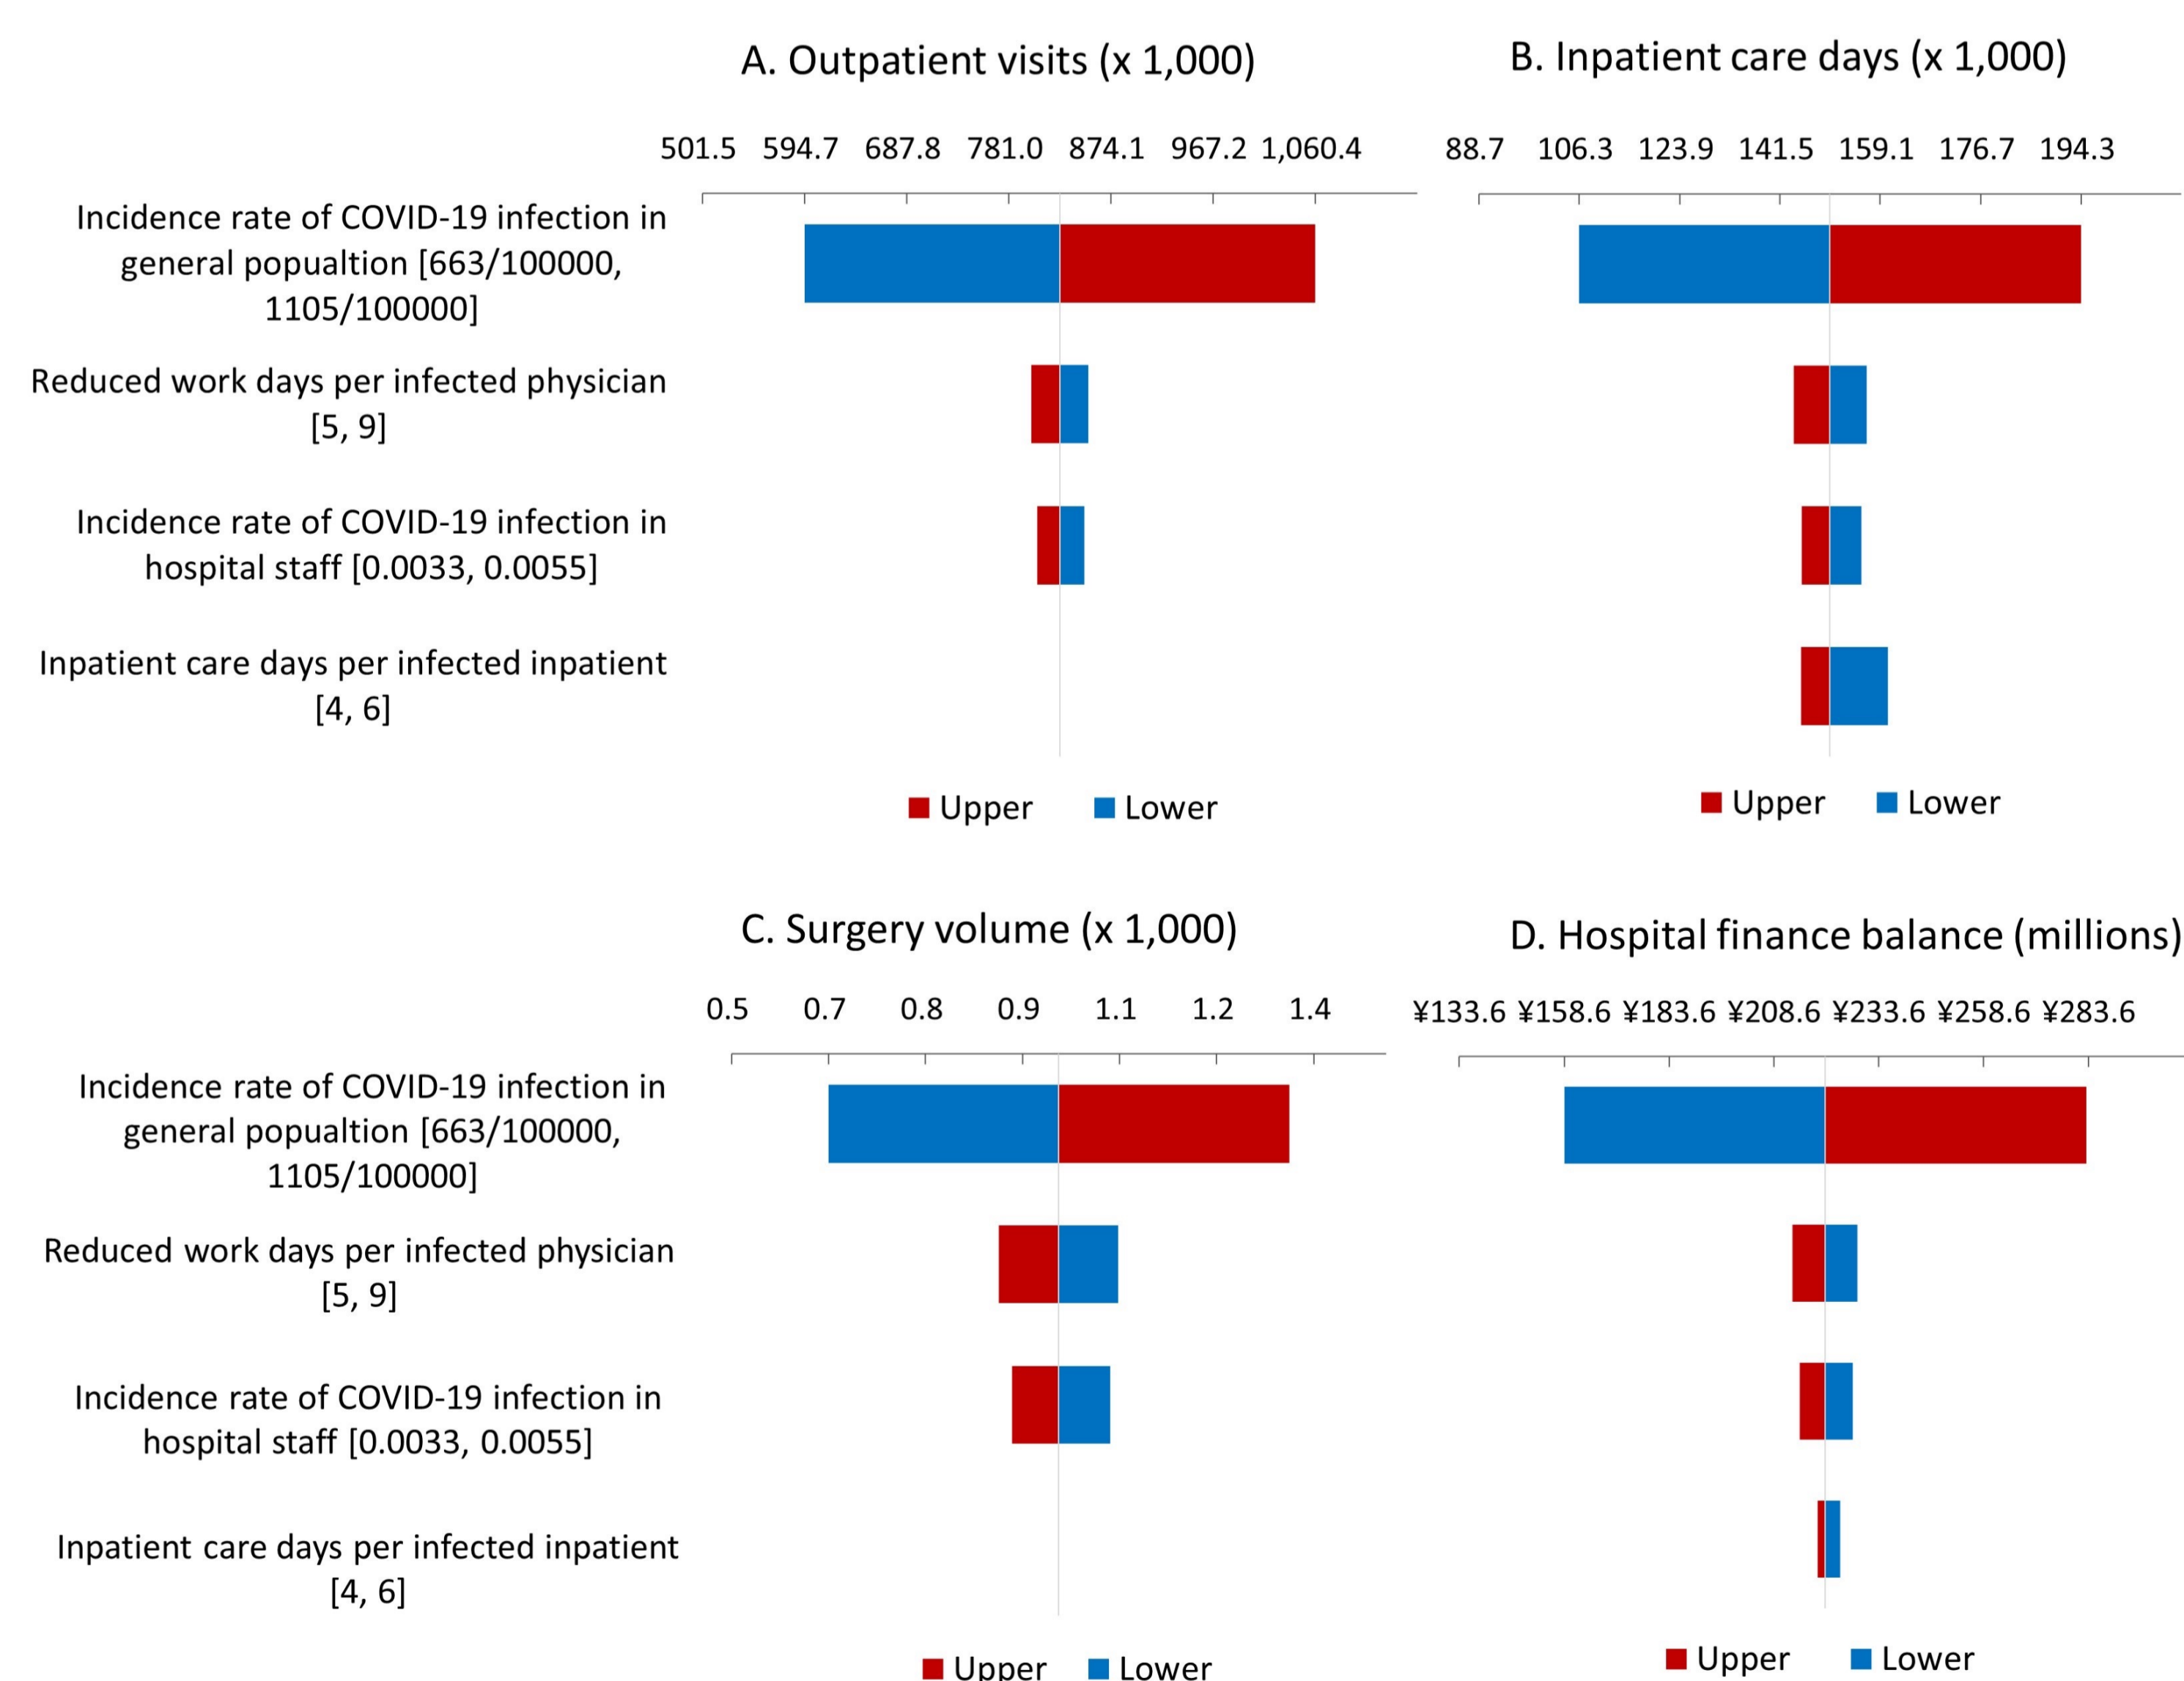 A. Outpatient visits (x 1,000)
501.5 594.7 687.8 781.0 874.1 967.2 1,060.4
Incidence rate of COVID-19 infection in
general popualtion [663/100000,
1105/100000]
Reduced work days per infected physician
[5, 9]
Incidence rate of COVID-19 infection in
hospital staff [0.0033, 0.0055]
Inpatient care days per infected inpatient
[4, 6]
Upper Lower
B. Inpatient care days (x 1,000)
88.7 106.3 123.9 141.5 159.1 176.7 194.3
Upper Lower
C. Surgery volume (x 1,000)
0.5 0.7 0.8 0.9 1.1 1.2 1.4
Incidence rate of COVID-19 infection in
general popualtion [663/100000,
1105/100000]
Reduced work days per infected physician
[5, 9]
Incidence rate of COVID-19 infection in
hospital staff [0.0033, 0.0055]
Inpatient care days per infected inpatient
[4, 6]
Upper Lower
D. Hospital finance balance (millions)
¥133.6 ¥158.6 ¥183.6 ¥208.6 ¥233.6 ¥258.6 ¥283.6
Upper Lower